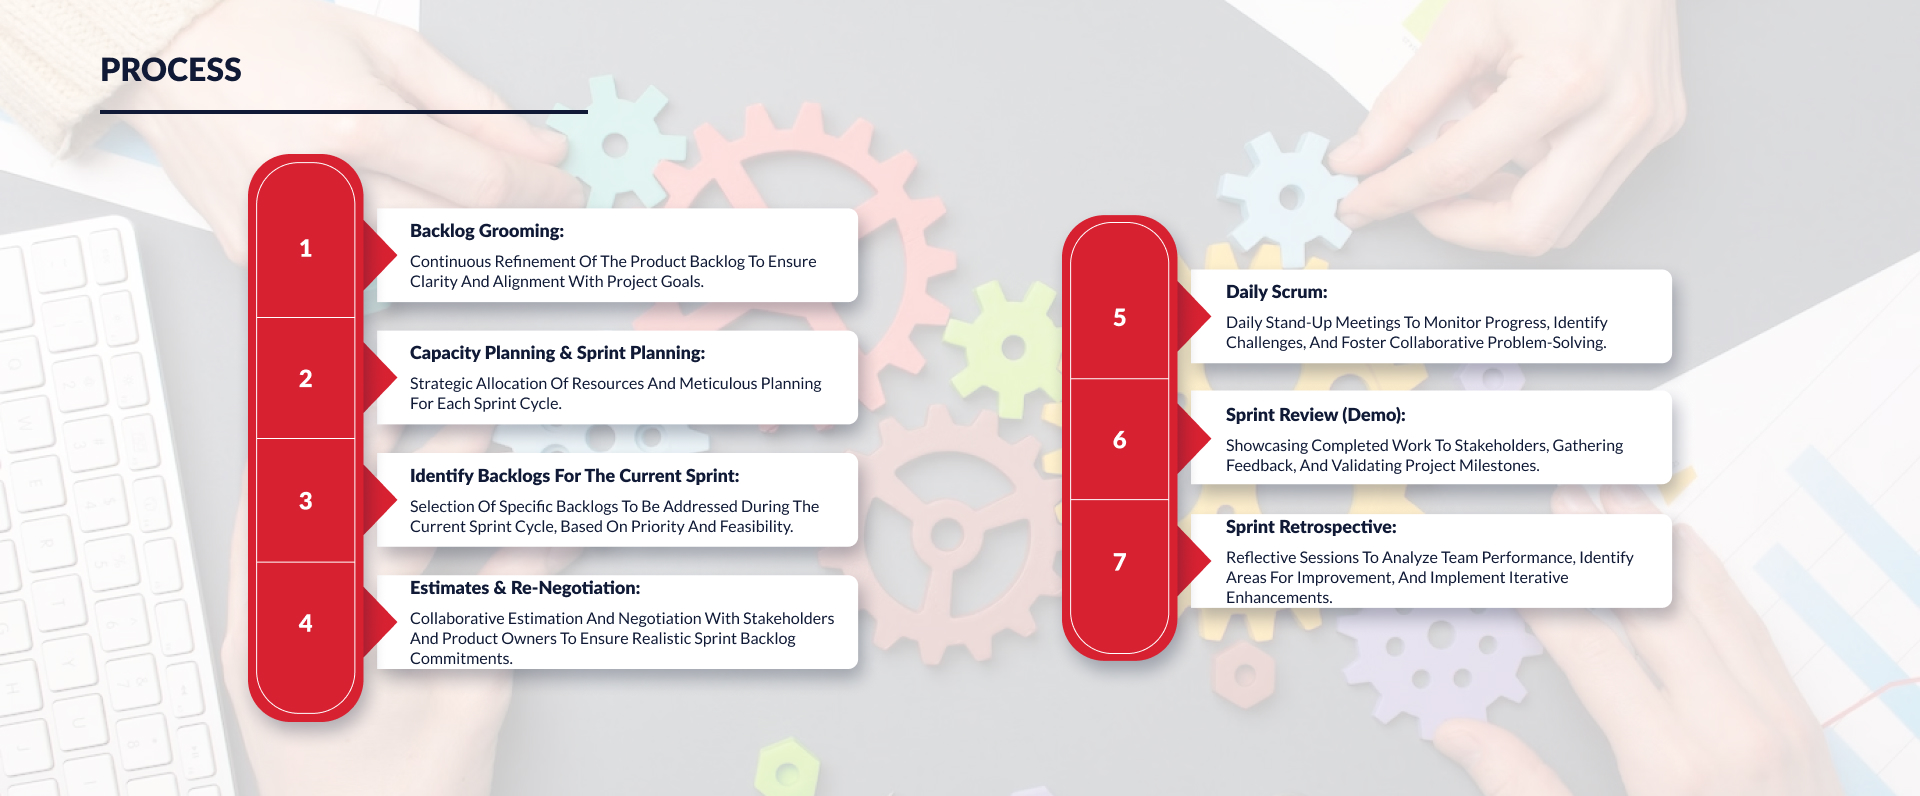 PROCESS
1
Backlog Grooming:
Continuous Refinement Of The Product Backlog To Ensure
Clarity And Alignment With Project Goals.
2
Capacity Planning & Sprint Planning:
Strategic Allocation Of Resources And Meticulous Planning
For Each Sprint Cycle.
3
Identify Backlogs For The Current Sprint:
Selection Of Specific Backlogs To Be Addressed During The
Current Sprint Cycle, Based On Priority And Feasibility.
4
Estimates & Re-Negotiation:
Collaborative Estimation And Negotiation With Stakeholders
And Product Owners To Ensure Realistic Sprint Backlog
Commitments.
5
Daily Scrum:
Daily Stand-Up Meetings To Monitor Progress, Identify
Challenges, And Foster Collaborative Problem-Solving.
6
Sprint Review (Demo):
Showcasing Completed Work To Stakeholders, Gathering
Feedback, And Validating Project Milestones.
7
Sprint Retrospective:
Reflective Sessions To Analyze Team Performance, Identify
Areas For Improvement, And Implement Iterative
Enhancements.